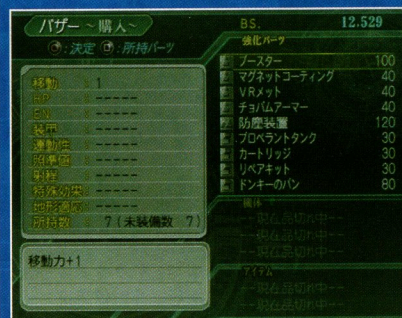 バザー ～購入～
BS. 12.529
:決定 :所持パーツ
強化パーツ
ブースター 100
マグネットコーティング 40
VRメット 40
チョバムアーマー 40
防塵装置 120
プロペラントタンク 30
カートリッジ 30
リペアキット 30
ドンキーのパン 80
機体
--現在品切れ中--
--現在品切れ中--
--現在品切れ中--
アイテム
--現在品切れ中--
--現在品切れ中--
移動 : 1
HP : -----
EN : -----
装甲 : -----
運動性 : -----
照準値 : -----
射程 : -----
特殊効果 : -----
地形適応 : -----
所持数 : 7 (未装備数 7)
移動力+1